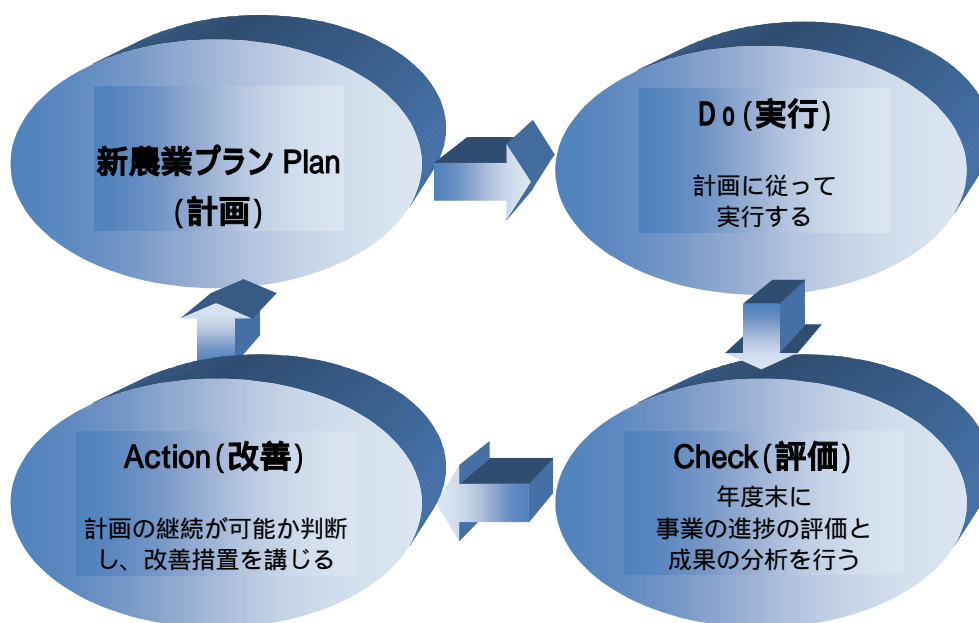 新農業プラン Plan
(計画)
Do(実行)
計画に従って
実行する
Action(改善)
計画の継続が可能か判断
し、改善措置を講じる
Check(評価)
年度末に
事業の進捗の評価と
成果の分析を行う